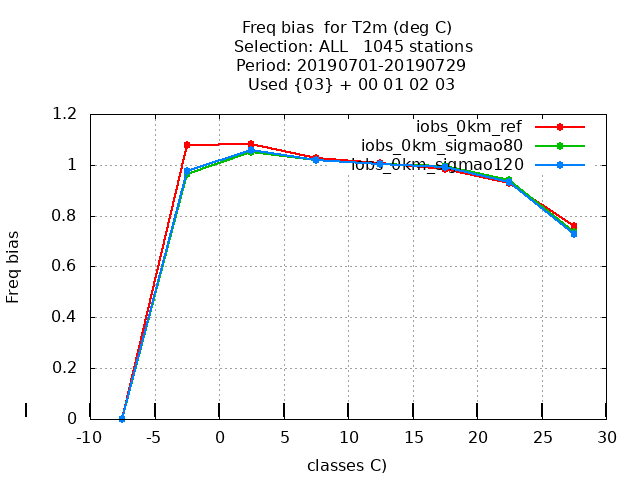 Freq bias  for T2m (deg C)
Selection: ALL   1045 stations
Period: 20190701-20190729
Used {03} + 00 01 02 03
iobs_0km_ref
iobs_0km_sigmao80
iobs_0km_sigmao120
Freq bias
1.2
1
0.8
0.6
0.4
0.2
0
-10 -5 0 5 10 15 20 25 30
classes C)